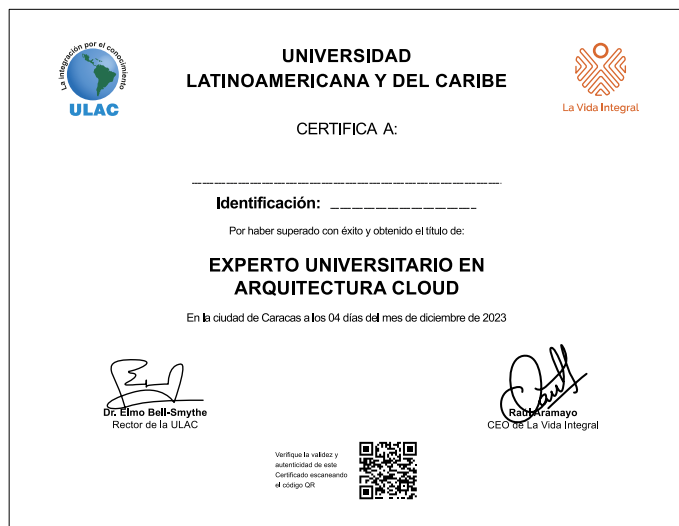 La integración por el conocimiento
ULAC
UNIVERSIDAD
LATINOAMERICANA Y DEL CARIBE
La Vida Integral
CERTIFICA A:
Identificación:
Por haber superado con éxito y obtenido el título de:
EXPERTO UNIVERSITARIO EN
ARQUITECTURA CLOUD
En la ciudad de Caracas a los 04 días del mes de diciembre de 2023
Dr. Elmo Bell-Smythe
Rector de la ULAC
Raúl Aramayo
CEO de La Vida Integral
Verifique la validez y
autenticidad de este
Certificado escaneando
el código QR